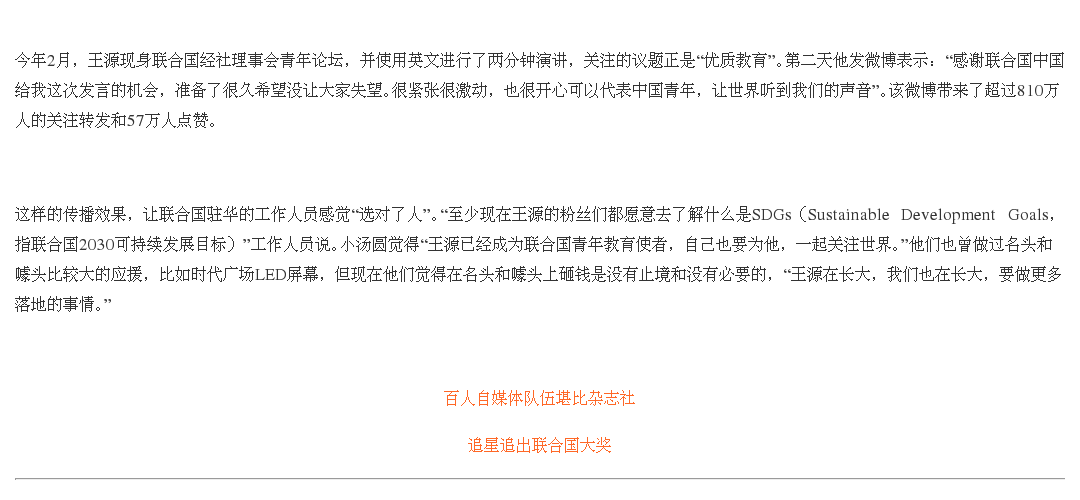 今年2月，王源现身联合国经社理事会青年论坛，并使用英文进行了两分钟演讲，关注的议题正是“优质教育”。第二天他发微博表示：“感谢联合国中国
给我这次发言的机会，准备了很久希望没让大家失望。很紧张很激动，也很开心可以代表中国青年，让世界听到我们的声音”。该微博带来了超过810万
人的关注转发和57万人点赞。
这样的传播效果，让联合国驻华的工作人员感觉“选对了人”。“至少现在王源的粉丝们都愿意去了解什么是SDGs（Sustainable Development Goals，
指联合国2030可持续发展目标）”工作人员说。小汤圆觉得“王源已经成为联合国青年教育使者，自己也要为他，一起关注世界。”他们也曾做过名头和
噱头比较大的应援，比如时代广场LED屏幕，但现在他们觉得在名头和噱头上砸钱是没有止境和没有必要的，“王源在长大，我们也在长大，要做更多
落地的事情。”
百人自媒体队伍堪比杂志社
追星追出联合国大奖